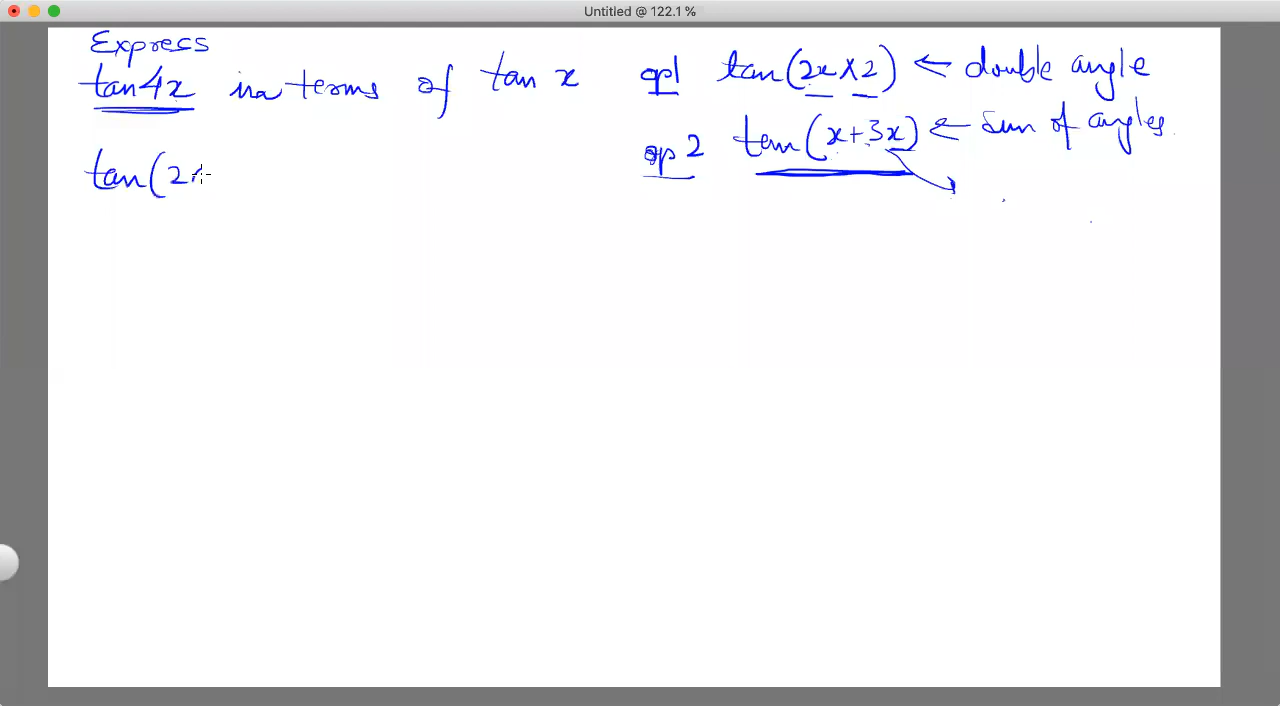 Untitled @ 122.1 %
Express
tan4x in terms of tan x
op1 tan(2x×2) ← double angle
op 2 tan(x+3x) ← Sum of angles
tan(2